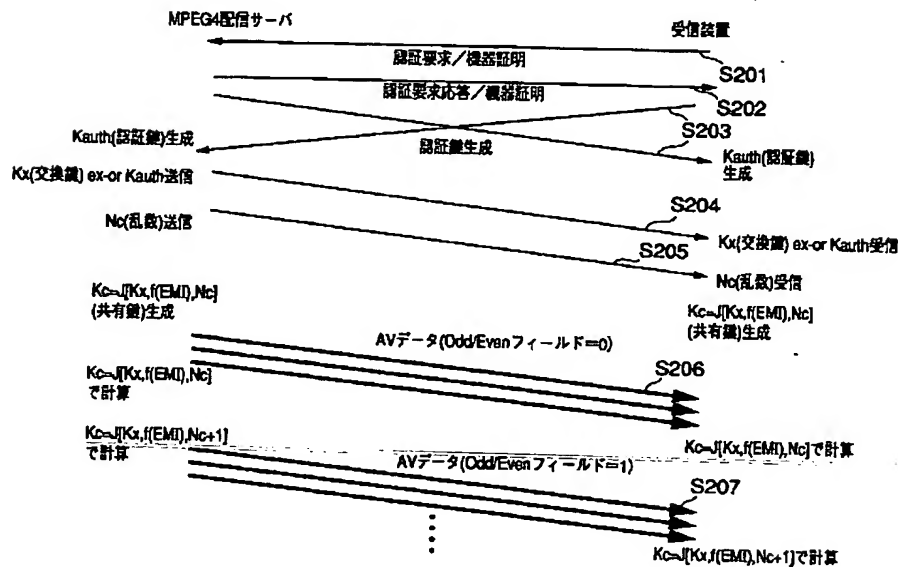 MPEG4配信サーバ
受信装置
認証要求／機器証明
S201
認証要求応答／機器証明
S202
S203
Kauth(認証鍵)生成
認証鍵生成
Kauth(認証鍵)
生成
Kx(交換鍵) ex-or Kauth送信
S204
Kx(交換鍵) ex-or Kauth受信
Nc(乱数)送信
S205
Nc(乱数)受信
Kc=J[Kx,f(EMI),Nc]
(共有鍵)生成
Kc=J[Kx,f(EMI),Nc]
(共有鍵)生成
AVデータ(Odd/Evenフィールド=0)
S206
Kc=J[Kx,f(EMI),Nc]
で計算
Kc=J[Kx,f(EMI),Nc]で計算
Kc=J[Kx,f(EMI),Nc+1]
で計算
AVデータ(Odd/Evenフィールド=1)
S207
Kc=J[Kx,f(EMI),Nc+1]で計算